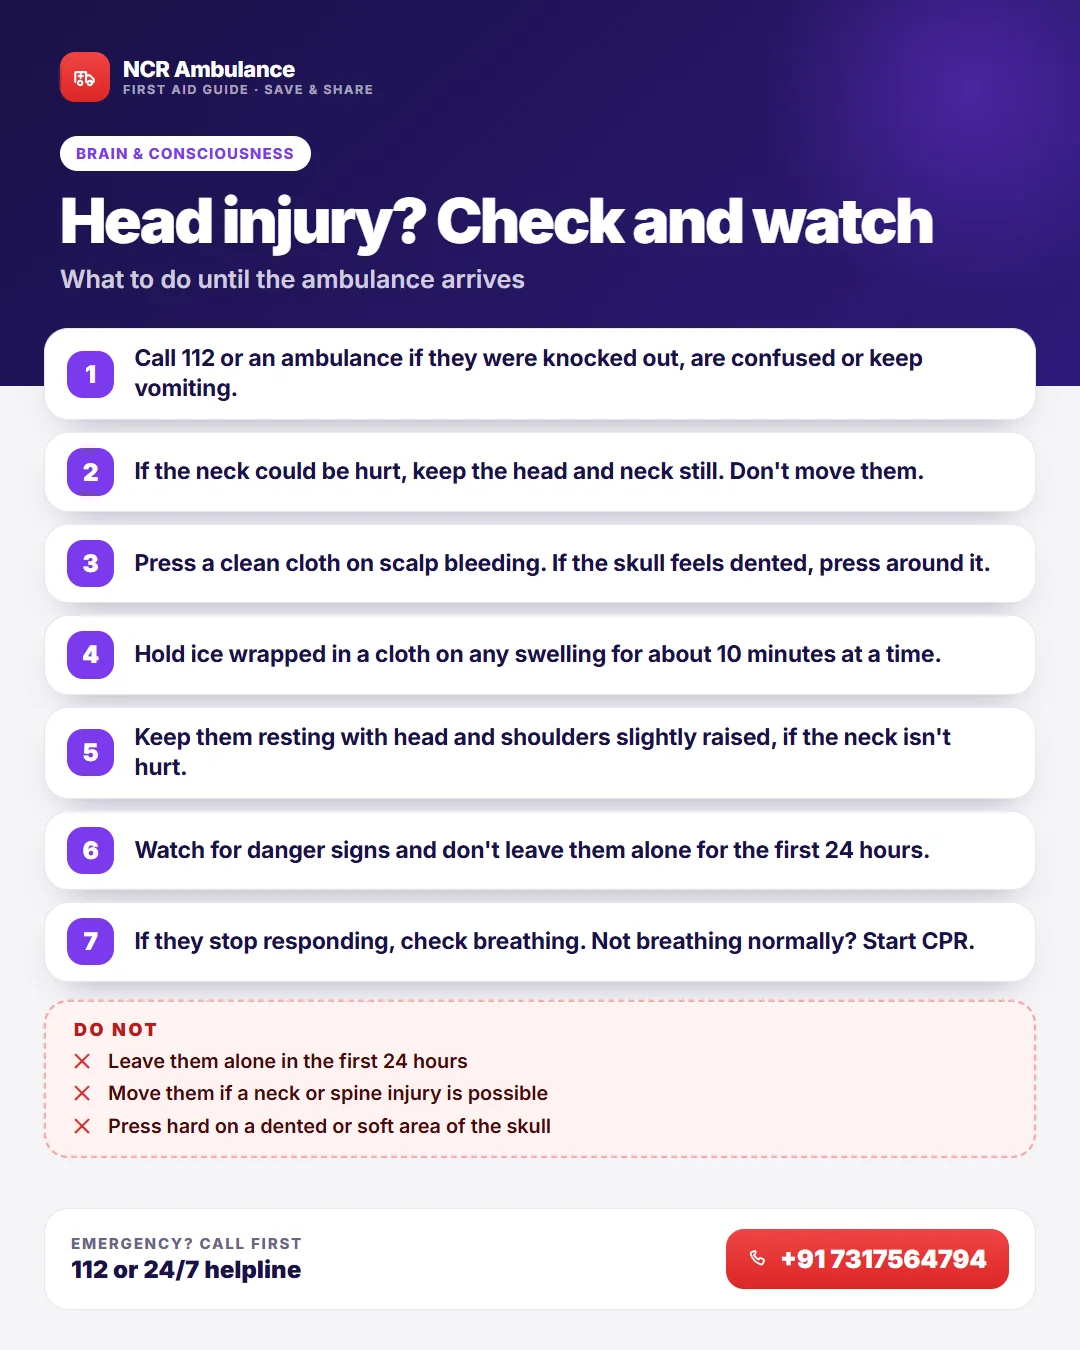 NCR Ambulance
FIRST AID GUIDE · SAVE & SHARE
BRAIN & CONSCIOUSNESS
Head injury? Check and watch
What to do until the ambulance arrives
1
Call 112 or an ambulance if they were knocked out, are confused or keep
vomiting.
2
If the neck could be hurt, keep the head and neck still. Don't move them.
3
Press a clean cloth on scalp bleeding. If the skull feels dented, press around it.
4
Hold ice wrapped in a cloth on any swelling for about 10 minutes at a time.
5
Keep them resting with head and shoulders slightly raised, if the neck isn't
hurt.
6
Watch for danger signs and don't leave them alone for the first 24 hours.
7
If they stop responding, check breathing. Not breathing normally? Start CPR.
DO NOT
Leave them alone in the first 24 hours
Move them if a neck or spine injury is possible
Press hard on a dented or soft area of the skull
EMERGENCY? CALL FIRST
112 or 24/7 helpline
+91 7317564794